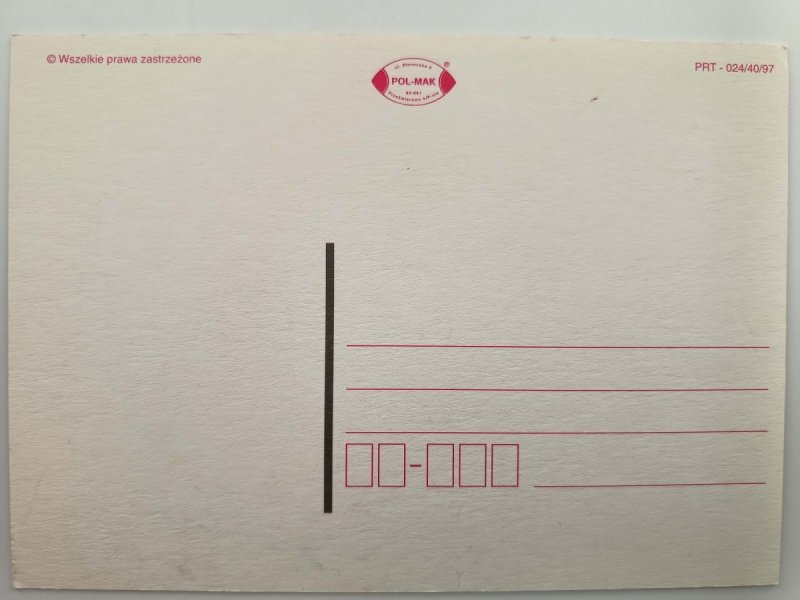 © Wszelkie prawa zastrzeżone
POL-MAK
®
PRT - 024/40/97